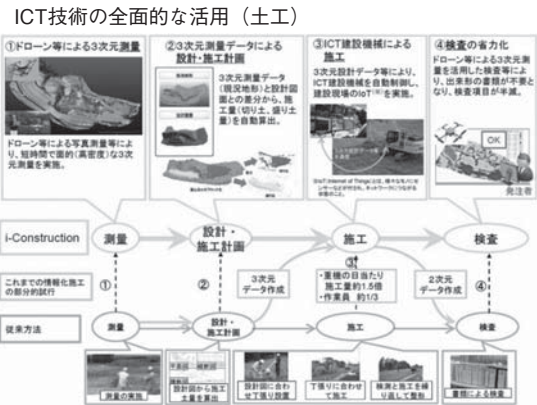 ICT技術の全面的な活用（土工）
①ドローン等による3次元測量
ドローン等による写真測量等により、短時間で面的(高密度)な3次元測量を実施。
②3次元測量データによる
設計・施工計画
3次元測量データ
(現況地形)と設計図
面との差分から、施
工量(切り土、盛り土
量)を自動算出。
③ICT建設機械による
施工
3次元設計データ等により、
ICT建設機械を自動制御し、
建設現場のIoT(※)を実施。
④検査の省力化
ドローン等による3次元測
量を活用した検査等によ
り、出来形の書類が不要と
なり、検査項目が半減。
OK
発注者
i-Construction
測量
設計・
施工計画
施工
検査
これまでの情報化施工
の部分的試行
①
②
3次元
データ作成
③
・重機の日当たり
施工量約1.5倍
・作業員 約1/3
2次元
データ作成
④
従来方法
測量
設計・
施工計画
施工
検査
測量の実施
平面図
縦断図
横断図
設計図から施工
土量を算出
設計図に合わ
せ丁張り設置
丁張りに合わせ
て施工
検測と施工を繰
り返して整形
書類による検査